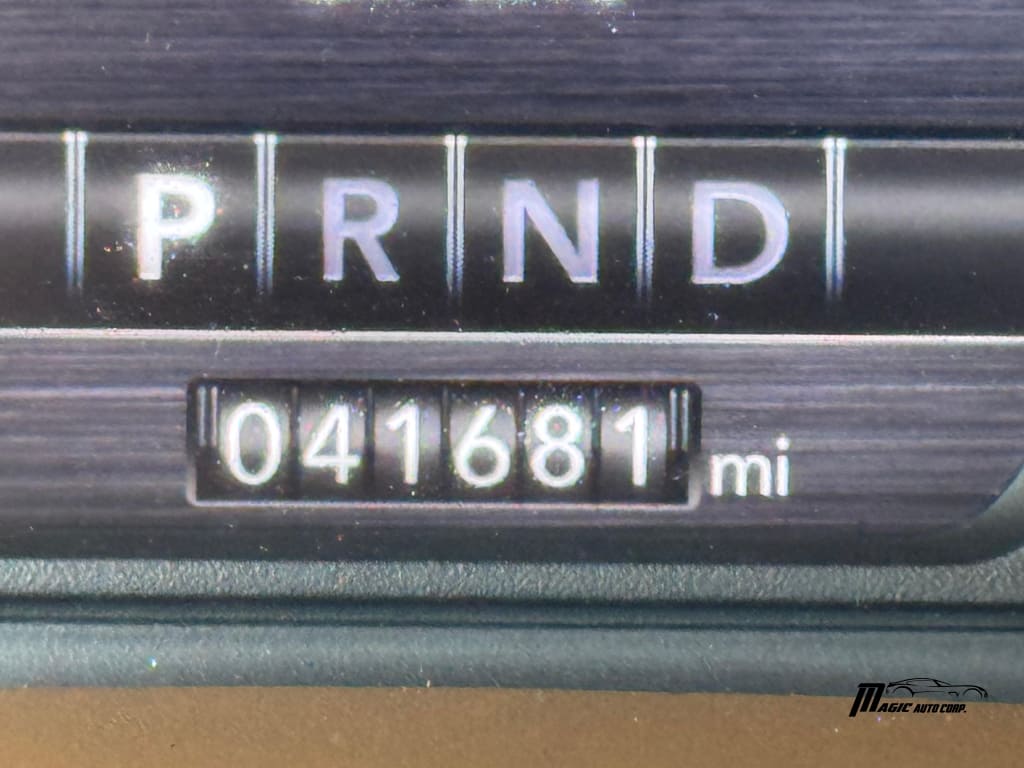 P R N D
041681 mi
MAGIC AUTO CORP.